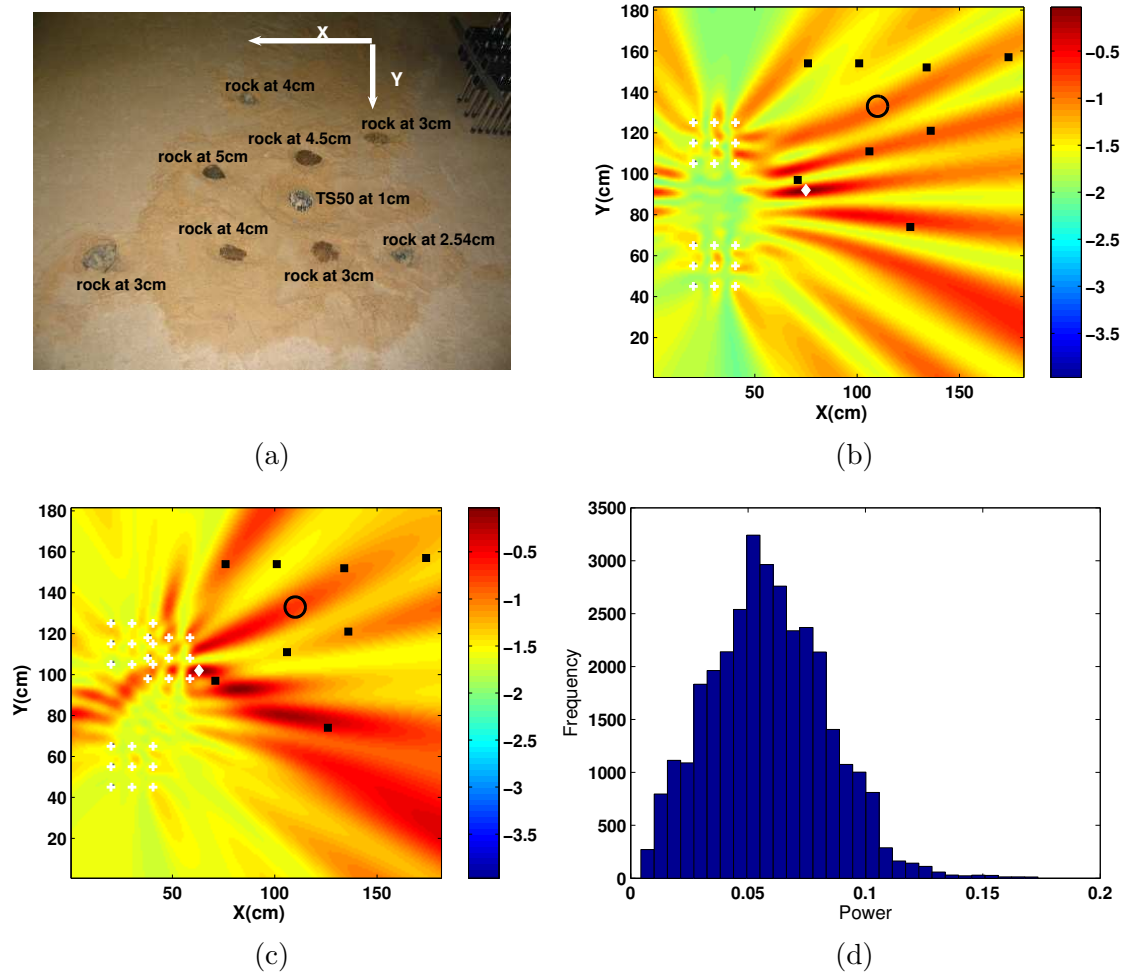 X
Y
rock at 4cm
rock at 3cm
rock at 4.5cm
rock at 5cm
TS50 at 1cm
rock at 4cm
rock at 2.54cm
rock at 3cm
rock at 3cm
(a)
180
160
140
120
100
80
60
40
20
Y(cm)
50
100
150
X(cm)
−0.5
−1
−1.5
−2
−2.5
−3
−3.5
(b)
180
160
140
120
100
80
60
40
20
Y(cm)
50
100
150
X(cm)
−0.5
−1
−1.5
−2
−2.5
−3
−3.5
(c)
3500
3000
2500
2000
1500
1000
500
0
Frequency
0
0.05
0.1
0.15
0.2
Power
(d)